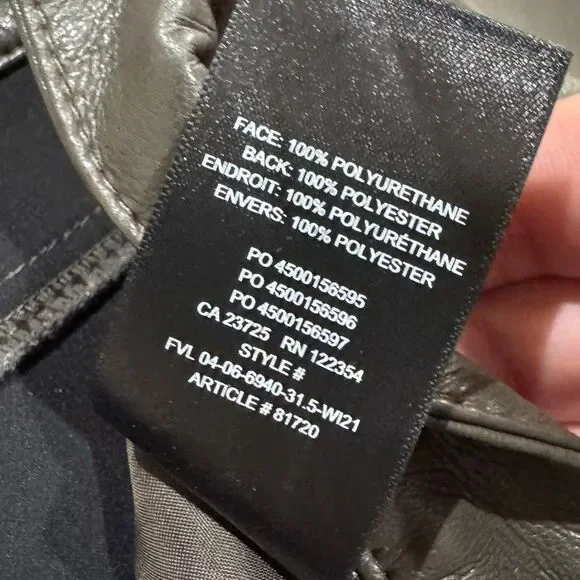 FACE: 100% POLYURETHANE
BACK: 100% POLYESTER
ENDROIT: 100% POLYURÉTHANE
ENVERS: 100% POLYESTER
PO 4500156595
PO 4500156596
PO 4500156597
CA 23725 RN 122354
STYLE #
FVL 04-06-6940-31.5-WI21
ARTICLE # 81720